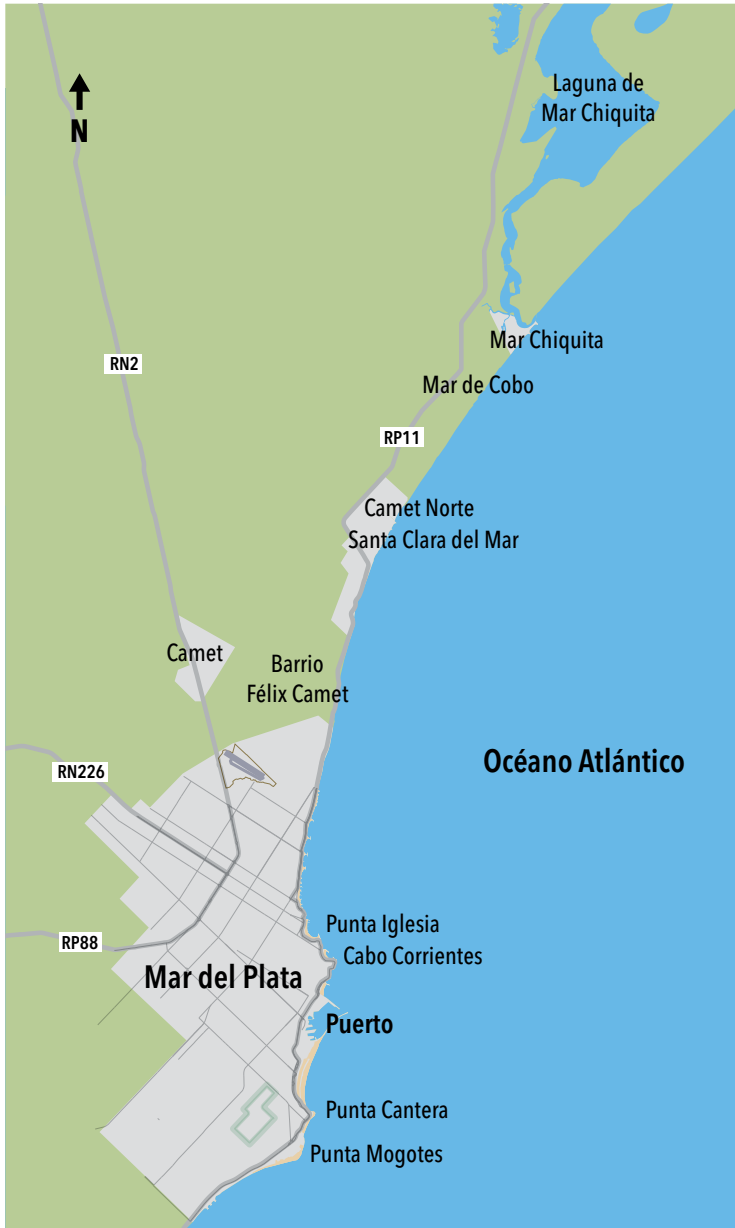 Laguna de
Mar Chiquita
N
Mar Chiquita
RN2
Mar de Cobo
RP11
Camet Norte
Santa Clara del Mar
Camet
Barrio
Félix Camet
Océano Atlántico
RN226
Punta Iglesia
RP88
Cabo Corrientes
Mar del Plata
Puerto
Punta Cantera
Punta Mogotes